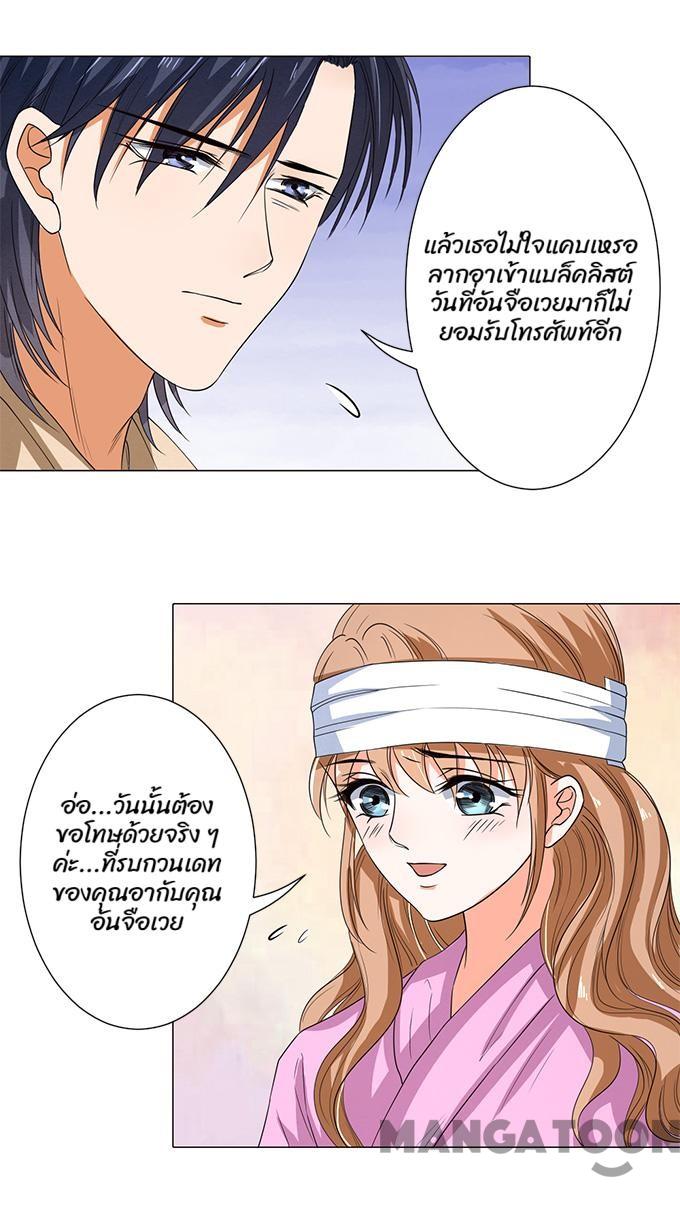 แล้วเธอไม่ใจแคบเหรอ
ลากอาเข้าแบล็คลิสต์
วันที่อันจือเวยมาก็ไม่
ยอมรับโทรศัพท์อีก
อ่อ...วันนั้นต้อง
ขอโทษด้วยจริง ๆ
ค่ะ...ที่รบกวนเดท
ของคุณอากับคุณ
อันจือเวย
MANGATOON